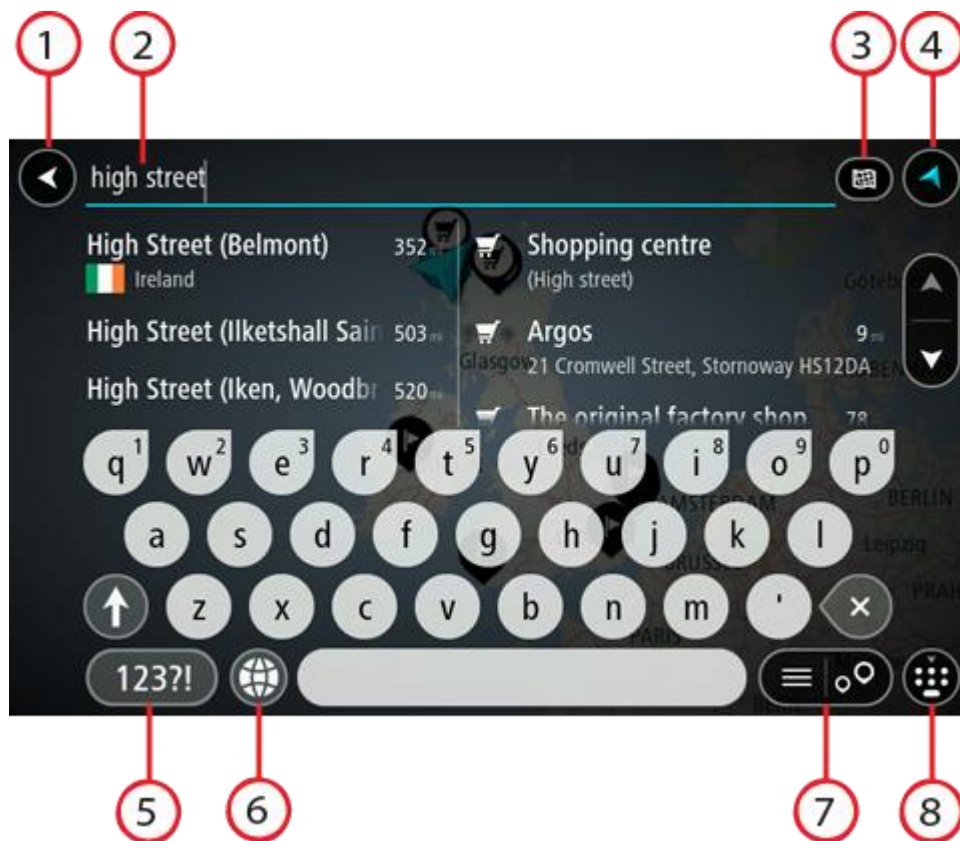 1 2 3 4
high street
High Street (Belmont) 352
Ireland
High Street (Ilketshall Sain 503 mi
High Street (Iken, Woodbr 520 mi
Shopping centre
(High street)
Argos 9 mi
21 Cromwell Street, Stornoway HS12DA
The original factory shop 78
Glasgow
AMSTERDAM
BERLIN
Leipzig
PARIS
q 1 w 2 e 3 r 4 t 5 y 6 u 7 i 8 o 9 p 0
a s d f g h j k l
z x c v b n m '
123?!
5 6 7 8